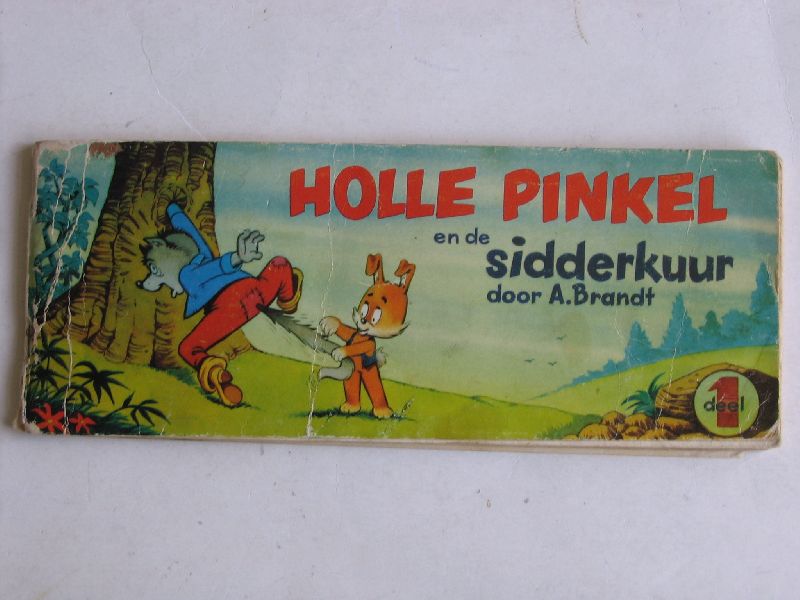 HOLLE PINKEL
en de
sidderkuur
door A.Brandt
1
deel